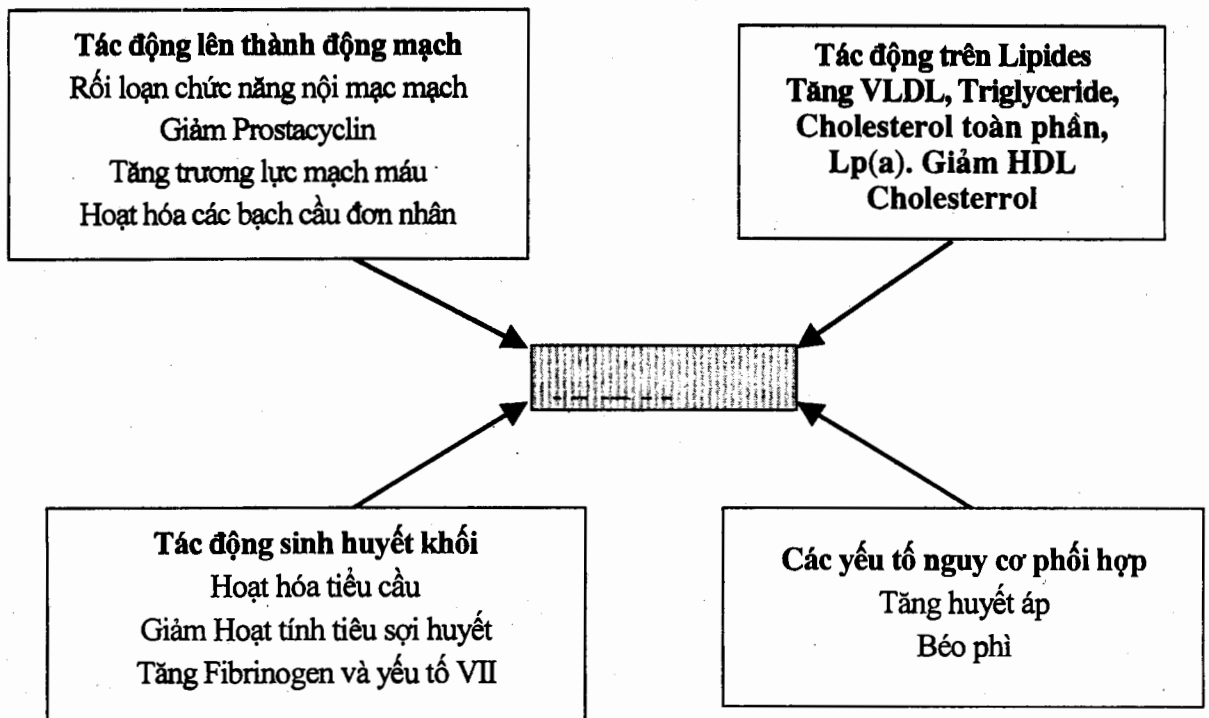 Tác động lên thành động mạch
Rối loạn chức năng nội mạc mạch
Giảm Prostacyclin
Tăng trương lực mạch máu
Hoạt hóa các bạch cầu đơn nhân
Tác động trên Lipides
Tăng VLDL, Triglyceride,
Cholesterol toàn phần,
Lp(a). Giảm HDL
Cholesterrol
Tác động sinh huyết khối
Hoạt hóa tiểu cầu
Giảm Hoạt tính tiêu sợi huyết
Tăng Fibrinogen và yếu tố VII
Các yếu tố nguy cơ phối hợp
Tăng huyết áp
Béo phì